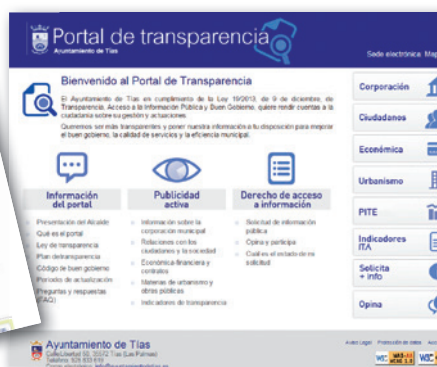 Portal de transparencia
Ayuntamiento de Tías
Sede electrónica
Bienvenido al Portal de Transparencia
El Ayuntamiento de Tías en cumplimiento de la Ley 19/2013, de 9 de diciembre, de
Transparencia, Acceso a la Información Pública y Buen Gobierno, quiere rendir cuentas a la
ciudadanía sobre su gestión y actuaciones
Queremos ser más transparentes y poner nuestra información a tu disposición para mejorar
el buen gobierno, la calidad de servicios y la eficiencia municipal.
Información
del portal
Presentación del Alcalde
Qué es el portal
Ley de transparencia
Plan de transparencia
Código de buen gobierno
Periodos de actualización
Preguntas y respuestas
(FAQ)
Publicidad
activa
Información sobre la
corporación municipal
Relaciones con los
ciudadanos y la sociedad
Económica-financiera y
contratos
Materias de urbanismo y
obras públicas
Indicadores de transparencia
Derecho de acceso
a información
Solicitud de información
pública
Opina y participa
Cuál es el estado de mi
solicitud
Corporación
Ciudadanos
Económica
Urbanismo
PITE
Indicadores
ITA
Solicita
+ info
Opina
Ayuntamiento de Tías
Aviso Legal Protección de datos